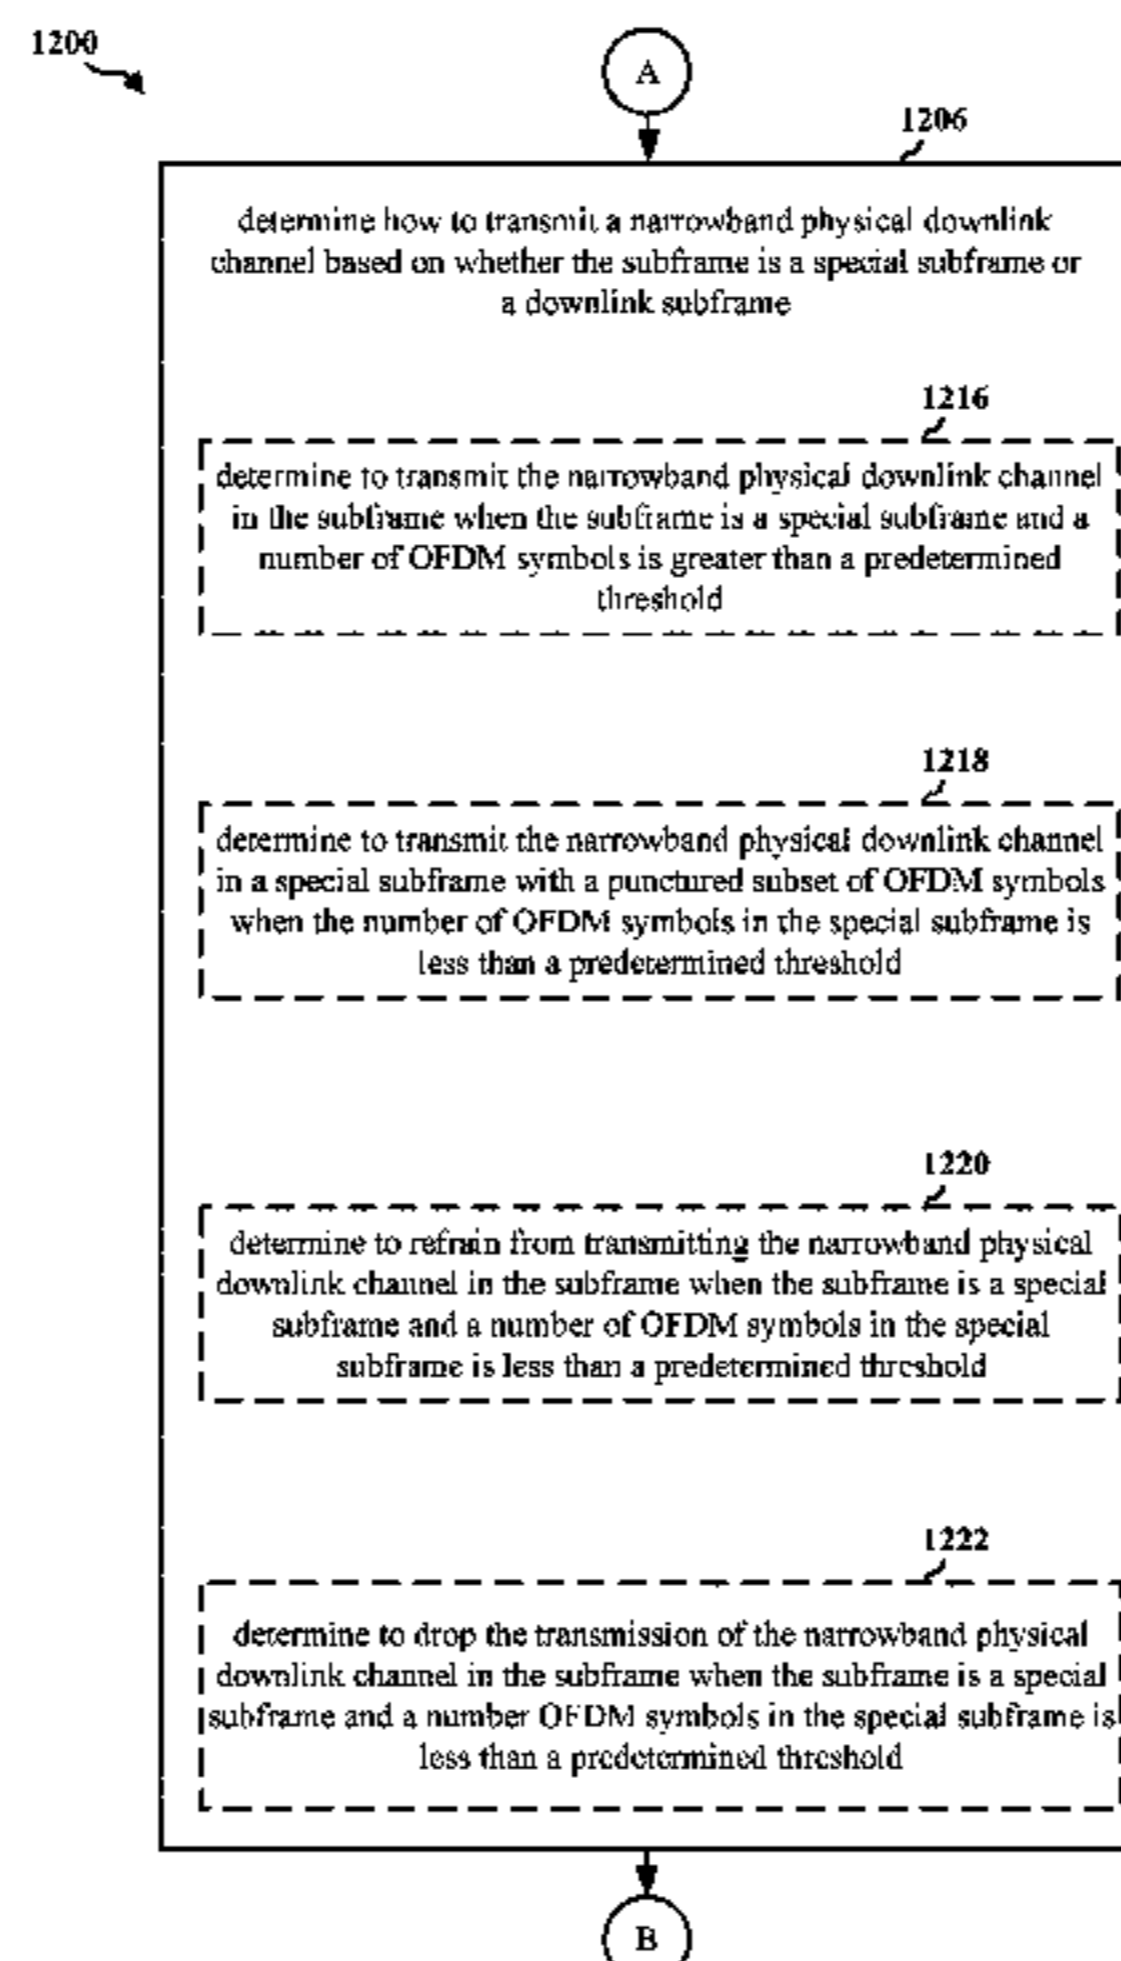 1200
A
1206
determine how to transmit a narrowband physical downlink
channel based on whether the subframe is a special subframe or
a downlink subframe
1216
determine to transmit the narrowband physical downlink channel
in the subframe when the subframe is a special subframe and a
number of OFDM symbols is greater than a predetermined
threshold
1218
determine to transmit the narrowband physical downlink channel
in a special subframe with a punctured subset of OFDM symbols
when the number of OFDM symbols in the special subframe is
less than a predetermined threshold
1220
determine to refrain from transmitting the narrowband physical
downlink channel in the subframe when the subframe is a special
subframe and a number of OFDM symbols in the special
subframe is less than a predetermined threshold
1222
determine to drop the transmission of the narrowband physical
downlink channel in the subframe when the subframe is a special
subframe and a number OFDM symbols in the special subframe is
less than a predetermined threshold
B